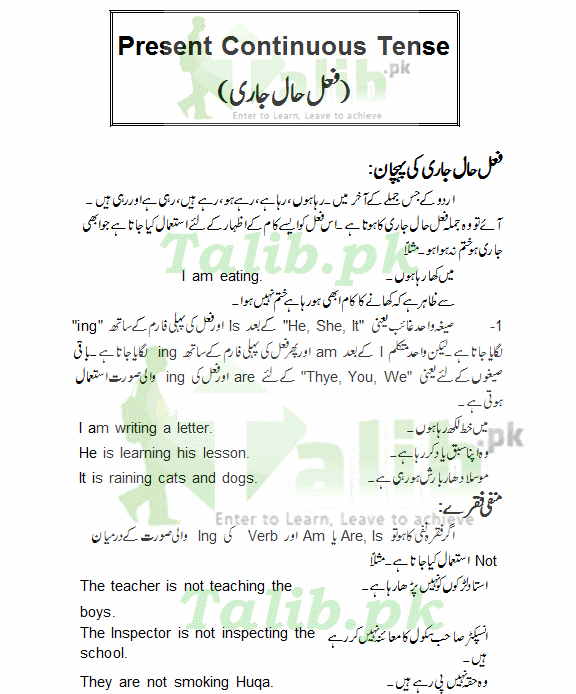 Present Continuous Tense
(فعل حال جاری)
Talib.pk
Enter to Learn, Leave to achieve
فعل حال جاری کی پہچان:
اردو کے جس جملے کے آخر میں۔ رہا ہوں، رہا ہے، رہے ہو، رہے ہیں، رہی ہے اور رہی ہیں ۔
آئے تو وہ جملہ فعل حال جاری کا ہوتا ہے۔ اس فعل کو ایسے کام کے اظہار کے لئے استعمال کیا جاتا ہے جو ابھی
جاری ہو ختم نہ ہوا ہو۔ مثلاً
Talib.pk
میں کھا رہا ہوں۔ I am eating.
سے ظاہر ہے کہ کھانے کا کام ابھی ہو رہا ہے ختم نہیں ہوا۔
1- صیغہ واحد غائب یعنی "He, She, It" کے بعد Is اور فعل کی پہلی فارم کے ساتھ "ing"
لگایا جاتا ہے۔ لیکن واحد متکلم I کے بعد am اور پھر فعل کی پہلی فارم کے ساتھ ing لگایا جاتا ہے۔ باقی
صیغوں کے لئے یعنی "Thye, You, We" کے لئے are اور فعل کی ing والی صورت استعمال
ہوتی ہے۔
میں خط لکھ رہا ہوں۔ I am writing a letter.
وہ اپنا سبق یاد کر رہا ہے۔ He is learning his lesson.
موسلا دھار بارش ہو رہی ہے۔ It is raining cats and dogs.
Talib.pk
Enter to Learn, Leave to achieve
منفی فقرے:
اگر فقرہ نفی کا ہو تو Are, Is یا Am اور Verb کی Ing والی صورت کے درمیان
Not استعمال کیا جاتا ہے۔ مثلاً
استاد لڑکوں کو نہیں پڑھا رہا ہے۔ The teacher is not teaching the
boys.
Talib.pk
انسپکٹر صاحب سکول کا معائنہ نہیں کر رہے The Inspector is not inspecting the
ہیں۔ school.
وہ حقہ نہیں پی رہے ہیں۔ They are not smoking Huqa.